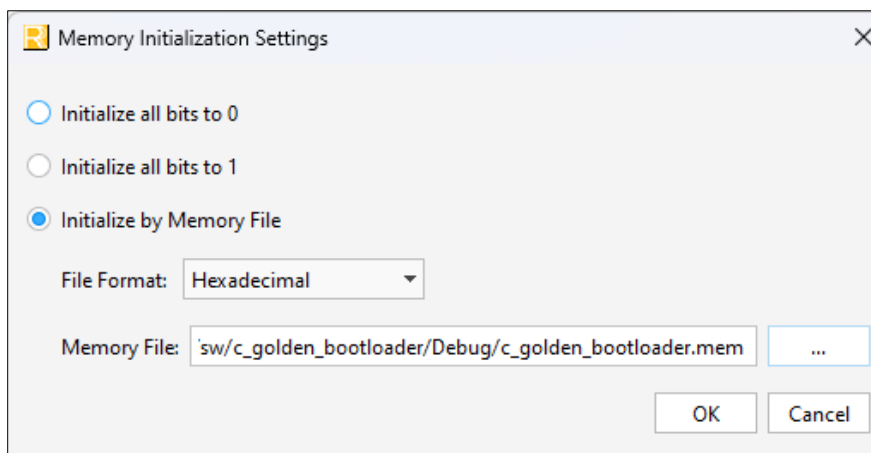 Memory Initialization Settings
Initialize all bits to 0
Initialize all bits to 1
Initialize by Memory File
File Format: Hexadecimal
Memory File: sw/c_golden_bootloader/Debug/c_golden_bootloader.mem ...
OK Cancel